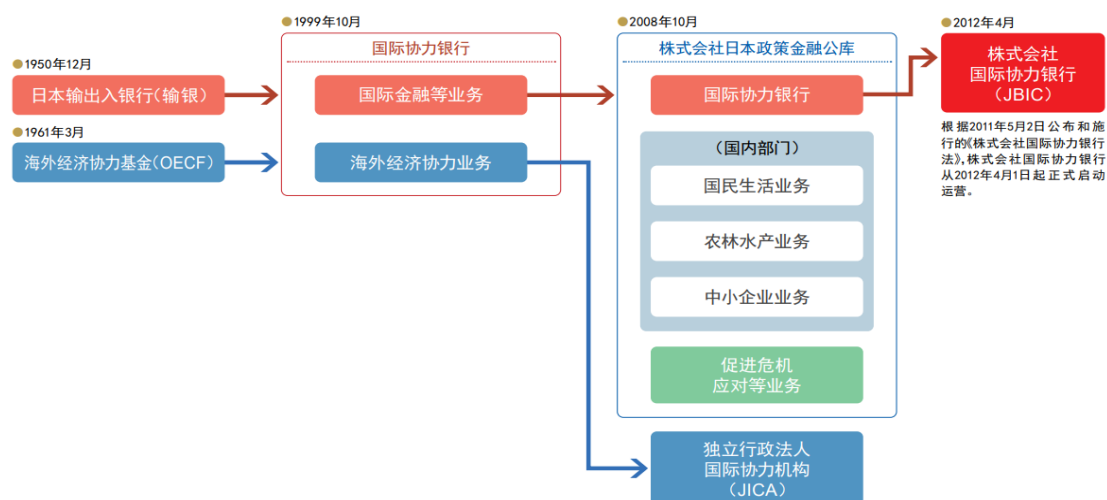 1950年12月
日本输出入银行（输银）
1961年3月
海外经济协力基金（OECF）
1999年10月
国际协力银行
国际金融等业务
海外经济协力业务
2008年10月
株式会社日本政策金融公库
国际协力银行
（国内部门）
国民生活业务
农林水产业务
中小企业业务
促进危机
应对等业务
独立行政法人
国际协力机构
（JICA）
2012年4月
株式会社
国际协力银行
（JBIC）
根据2011年5月2日公布和施
行的《株式会社国际协力银行
法》，株式会社国际协力银行
从2012年4月1日起正式启动
运营。